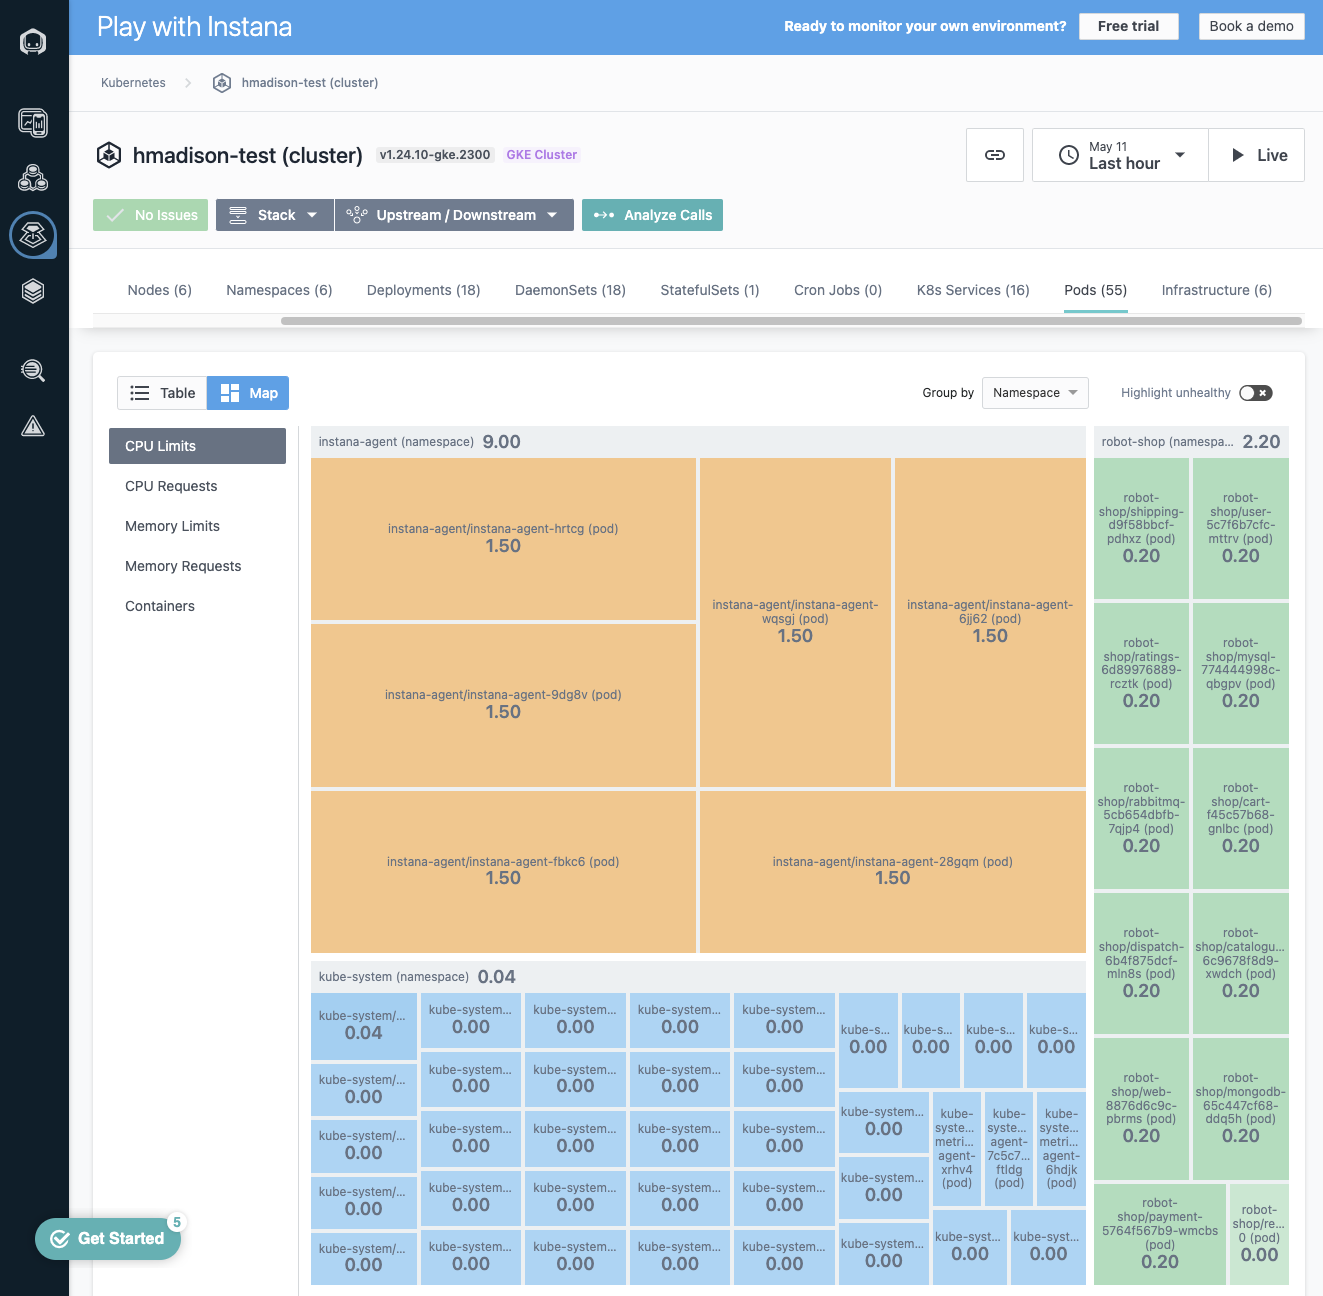 Play with Instana
Ready to monitor your own environment?
Free trial
Book a demo
Kubernetes
hmadison-test (cluster)
hmadison-test (cluster)
v1.24.10-gke.2300
GKE Cluster
May 11
Last hour
Live
No Issues
Stack
Upstream / Downstream
Analyze Calls
Nodes (6)
Namespaces (6)
Deployments (18)
DaemonSets (18)
StatefulSets (1)
Cron Jobs (0)
K8s Services (16)
Pods (55)
Infrastructure (6)
Table
Map
Group by
Namespace
Highlight unhealthy
CPU Limits
CPU Requests
Memory Limits
Memory Requests
Containers
instana-agent (namespace) 9.00
instana-agent/instana-agent-hrtcg (pod)
1.50
instana-agent/instana-agent-9dg8v (pod)
1.50
instana-agent/instana-agent-
wqsgj (pod)
1.50
instana-agent/instana-agent-
6jj62 (pod)
1.50
instana-agent/instana-agent-fbkc6 (pod)
1.50
instana-agent/instana-agent-28gqm (pod)
1.50
robot-shop (namespa... 2.20
robot-
shop/shipping-
d9f58bbcf-
pdhxz (pod)
0.20
robot-
shop/user-
5c7f6b7cfc-
mttrv (pod)
0.20
robot-
shop/ratings-
6d89976889-
rcztk (pod)
0.20
robot-
shop/mysql-
774444998c-
qbgpv (pod)
0.20
robot-
shop/rabbitmq-
5cb654dbfb-
7qjp4 (pod)
0.20
robot-
shop/cart-
f45c57b68-
gnlbc (pod)
0.20
robot-
shop/dispatch-
6b4f875dcf-
mln8s (pod)
0.20
robot-
shop/catalogu...
6c9678f8d9-
xwdch (pod)
0.20
robot-
shop/web-
8876d6c9c-
pbrms (pod)
0.20
robot-
shop/mongodb-
65c447cf68-
ddq5h (pod)
0.20
robot-
shop/payment-
5764f567b9-wmcbs
(pod)
0.20
robot-
shop/re...
0 (pod)
0.00
kube-system (namespace) 0.04
kube-system/...
0.04
kube-system/...
0.00
kube-system/...
0.00
kube-system/...
0.00
kube-system/...
0.00
kube-system...
0.00
kube-system...
0.00
kube-system...
0.00
kube-system...
0.00
kube-system...
0.00
kube-system...
0.00
kube-system...
0.00
kube-system...
0.00
kube-system...
0.00
kube-system...
0.00
kube-system...
0.00
kube-system...
0.00
kube-system...
0.00
kube-system...
0.00
kube-system...
0.00
kube-system...
0.00
kube-system...
0.00
kube-system...
0.00
kube-system...
0.00
kube-system...
0.00
kube-s...
0.00
kube-s...
0.00
kube-s...
0.00
kube-s...
0.00
kube-system...
0.00
kube-system...
0.00
kube-system...
0.00
kube-
syste...
metri...
agent-
xrhv4
(pod)
kube-
syste...
agent-
7c5c7...
ftldg
(pod)
kube-
syste...
metri...
agent-
6hdjk
(pod)
kube-syst...
0.00
kube-syst...
0.00
Get Started
5